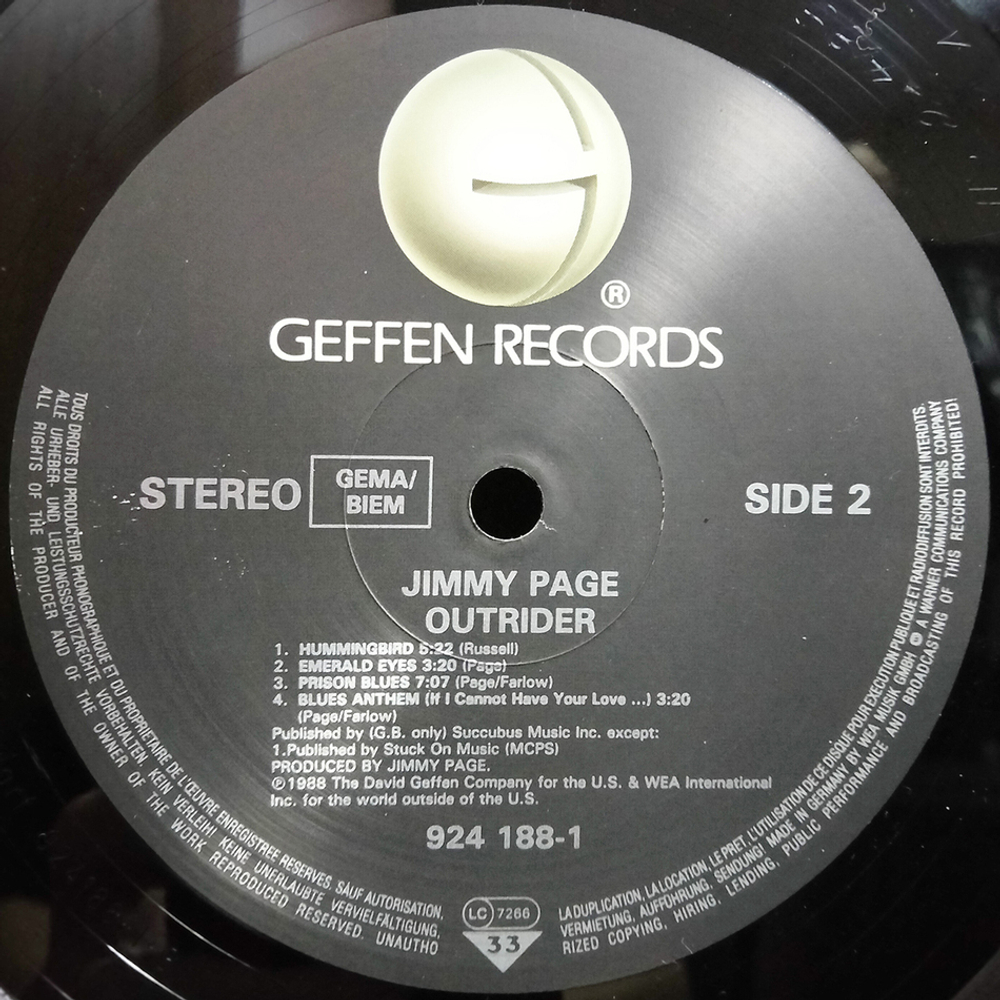 ®
GEFFEN RECORDS
STEREO
GEMA/
BIEM
SIDE 2
JIMMY PAGE
OUTRIDER
1. HUMMINGBIRD 5:22 (Russell)
2. EMERALD EYES 3:20 (Page)
3. PRISON BLUES 7:07 (Page/Farlow)
4. BLUES ANTHEM (If I Cannot Have Your Love ...) 3:20
(Page/Farlow)
Published by (G.B. only) Succubus Music Inc. except:
1.Published by Stuck On Music (MCPS)
PRODUCED BY JIMMY PAGE.
℗1988 The David Geffen Company for the U.S. & WEA International
Inc. for the world outside of the U.S.
924 188-1
LC 7266
33
TOUS DROITS DU PRODUCTEUR PHONOGRAPHIQUE ET DU PROPRIETAIRE DE L'ŒUVRE ENREGISTREE RESERVES. SAUF AUTORISATION,
LA DUPLICATION, LA LOCATION, LE PRET, L'UTILISATION DE CE DISQUE POUR EXECUTION PUBLIQUE ET RADIODIFFUSION SONT INTERDITS.
ALLE URHEBER- UND LEISTUNGSSCHUTZRECHTE VORBEHALTEN. KEIN VERLEIH! KEINE UNERLAUBTE VERVIELFÄLTIGUNG,
VERMIETUNG, AUFFÜHRUNG, SENDUNG! MADE IN GERMANY BY WEA MUSIK GMBH. A WARNER COMMUNICATIONS COMPANY
ALL RIGHTS OF THE PRODUCER AND OF THE OWNER OF THE WORK REPRODUCED RESERVED. UNAUTHO
RIZED COPYING, HIRING, LENDING, PUBLIC PERFORMANCE AND BROADCASTING OF THIS RECORD PROHIBITED!